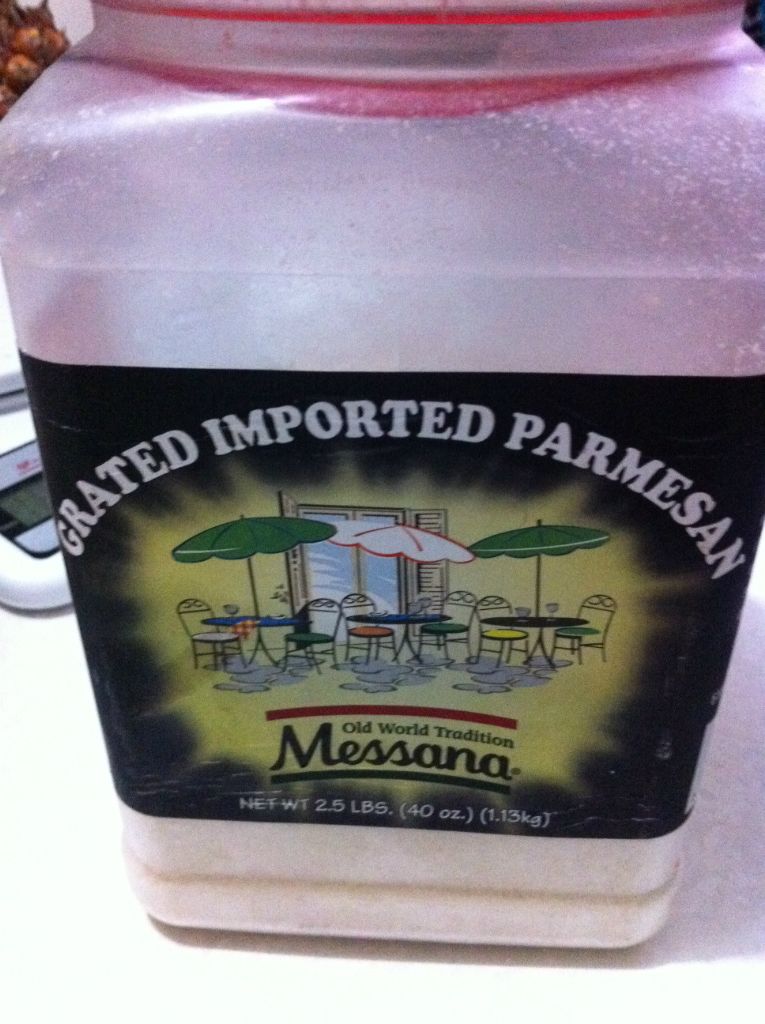 GRATED IMPORTED PARMESAN
Old World Tradition
Messana
NET WT 2.5 LBS. (40 oz.) (1.13kg)